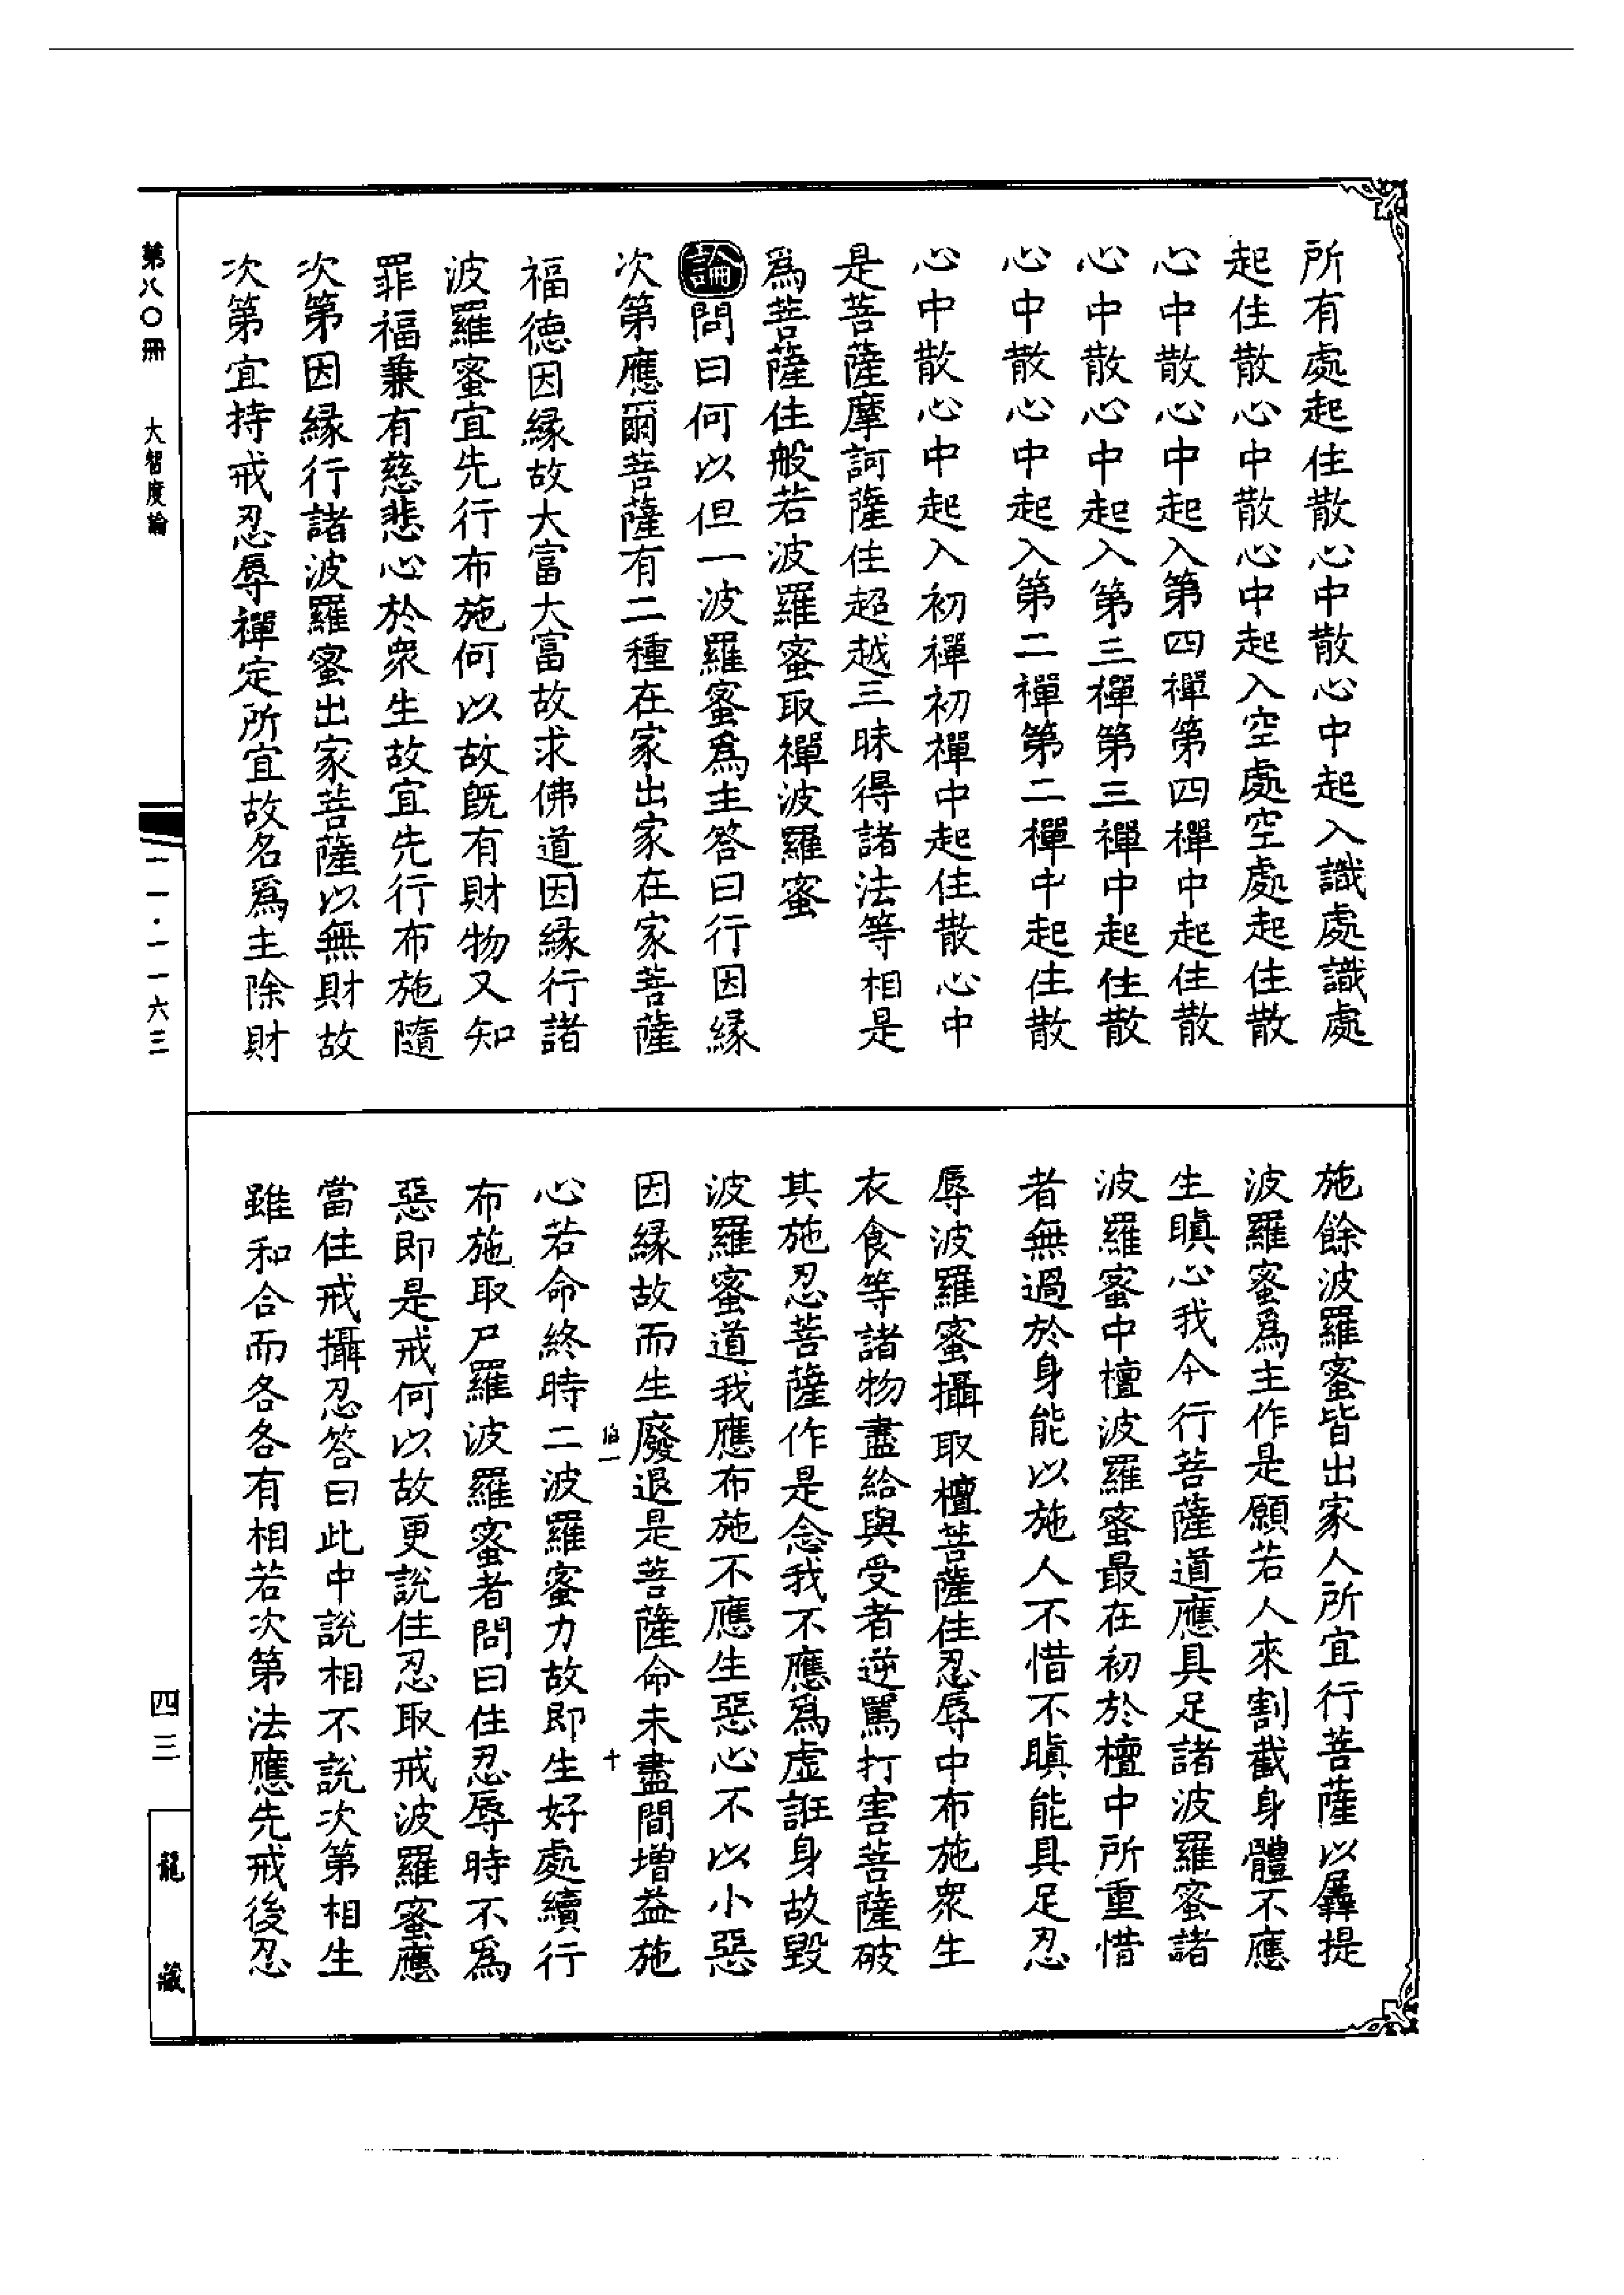 所有處起住散心中散心中起入識處識處
起住散心中散心中起入空處空處起住散
心中散心中起入第四禪第四禪中起住散
心中散心中起入第三禪第三禪中起住散
心中散心中起入第二禪第二禪中起住散
心中散心中起入初禪初禪中起住散心中
是菩薩摩訶薩住超越三昧得諸法等相是
為菩薩住般若波羅蜜取禪波羅蜜
論問曰何以但一波羅蜜為主答曰行因緣
次第應爾菩薩有二種在家出家在家菩薩
福德因緣故大富大富故求佛道因緣行諸
波羅蜜宜先行布施何以故既有財物又知
罪福兼有慈悲心於衆生故宜先行布施隨
次第因緣行諸波羅蜜出家菩薩以無財故
次第宜持戒忍辱禪定所宜故名為主除財
施餘波羅蜜皆出家人所宜行菩薩以羼提
波羅蜜為主作是願若人來割截身體不應
生瞋心我今行菩薩道應具足諸波羅蜜諸
波羅蜜中檀波羅蜜最在初於檀中所重惜
者無過於身能以施人不惜不瞋能具足忍
辱波羅蜜攝取檀菩薩住忍辱中布施衆生
衣食等諸物盡給與受者逆罵打害菩薩破
其施忍菩薩作是念我不應為虛誑身故毀
波羅蜜道我應布施不應生惡心不以小惡
因緣故而生廢退是菩薩命未盡間增益施
心若命終時二波羅蜜力故即生好處續行
布施取尸羅波羅蜜者問曰住忍辱時不為
惡即是戒何以故更說住忍取戒波羅蜜應
當住戒攝忍答曰此中說相不說次第相生
雖和合而各各有相若次第法應先戒後忍
伯一
十
第八〇冊 大智度論
一一·一一六三
四三
龍藏